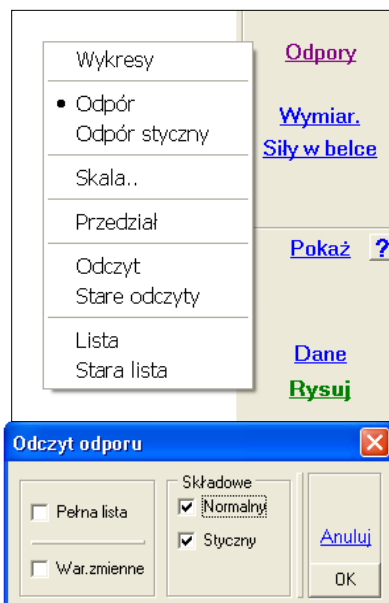 Wykresy
Odpór
Odpór styczny
Skala..
Przedział
Odczyt
Stare odczyty
Lista
Stara lista
Odpory
Wymiar.
Siły w belce
Pokaż ?
Dane
Rysuj
Odczyt odporu
Pełna lista
War.zmienne
Składowe
Normalny
Styczny
Anuluj
OK